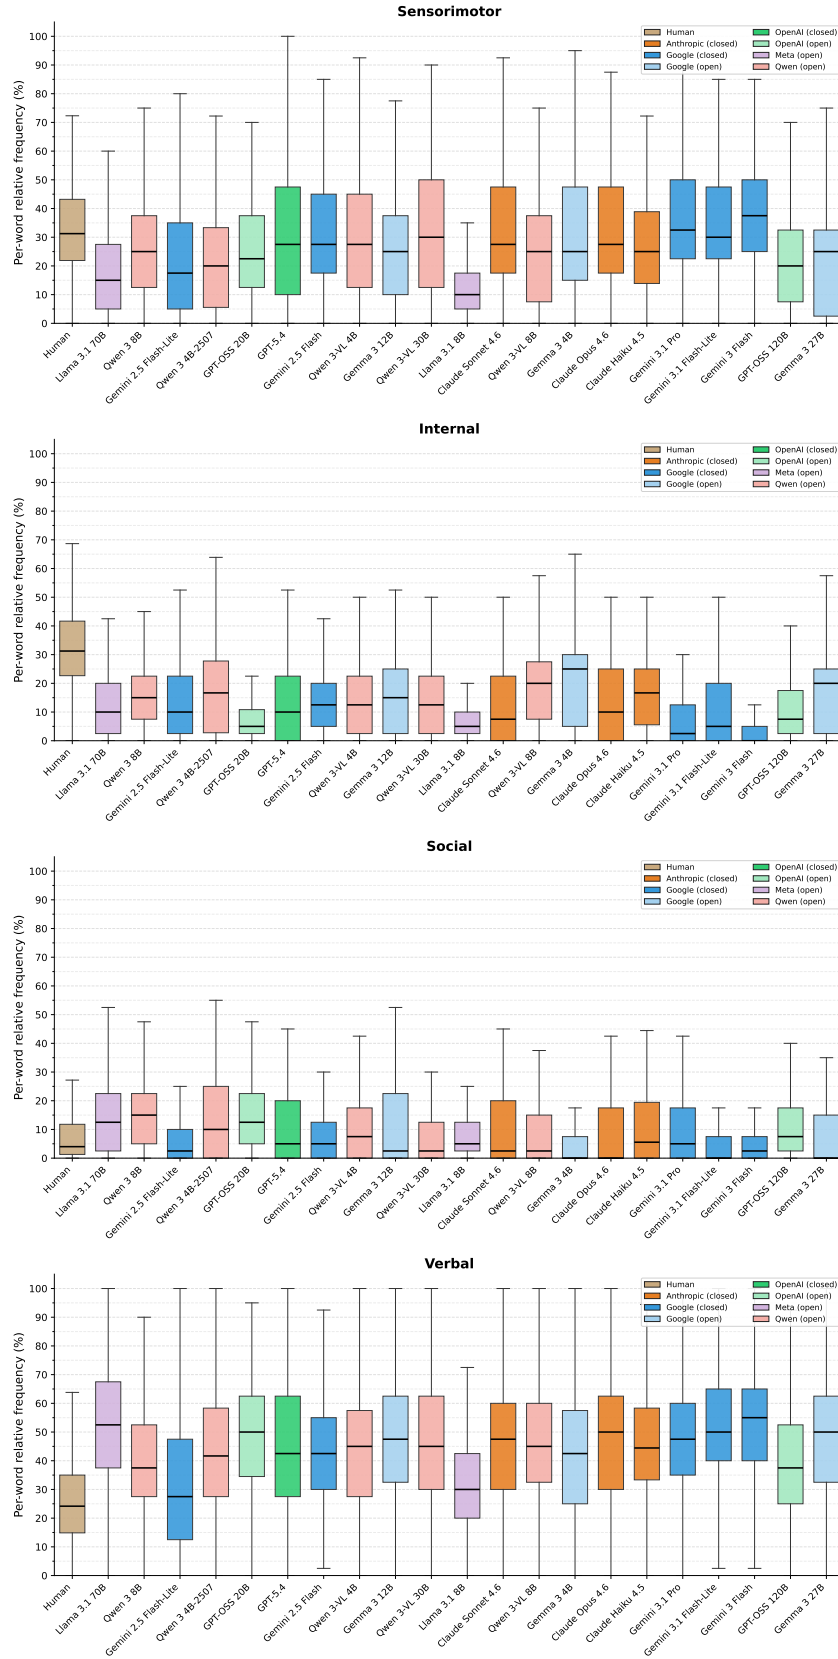 Sensorimotor
Per-word relative frequency (%)
100
90
80
70
60
50
40
30
20
10
0
Human
Anthropic (closed)
Google (closed)
Google (open)
OpenAI (closed)
OpenAI (open)
Meta (open)
Qwen (open)
Human
Llama 3.1 70B
Qwen 3 8B
Gemini 2.5 Flash-Lite
Qwen 3 4B-2507
GPT-OSS 20B
GPT-5.4
Gemini 2.5 Flash
Qwen 3-VL 4B
Gemma 3 12B
Qwen 3-VL 30B
Llama 3.1 8B
Claude Sonnet 4.6
Qwen 3-VL 8B
Gemma 3 4B
Claude Opus 4.6
Claude Haiku 4.5
Gemini 3.1 Pro
Gemini 3.1 Flash-Lite
Gemini 3 Flash
GPT-OSS 120B
Gemma 3 27B
Internal
Per-word relative frequency (%)
100
90
80
70
60
50
40
30
20
10
0
Human
Anthropic (closed)
Google (closed)
Google (open)
OpenAI (closed)
OpenAI (open)
Meta (open)
Qwen (open)
Human
Llama 3.1 70B
Qwen 3 8B
Gemini 2.5 Flash-Lite
Qwen 3 4B-2507
GPT-OSS 20B
GPT-5.4
Gemini 2.5 Flash
Qwen 3-VL 4B
Gemma 3 12B
Qwen 3-VL 30B
Llama 3.1 8B
Claude Sonnet 4.6
Qwen 3-VL 8B
Gemma 3 4B
Claude Opus 4.6
Claude Haiku 4.5
Gemini 3.1 Pro
Gemini 3.1 Flash-Lite
Gemini 3 Flash
GPT-OSS 120B
Gemma 3 27B
Social
Per-word relative frequency (%)
100
90
80
70
60
50
40
30
20
10
0
Human
Anthropic (closed)
Google (closed)
Google (open)
OpenAI (closed)
OpenAI (open)
Meta (open)
Qwen (open)
Human
Llama 3.1 70B
Qwen 3 8B
Gemini 2.5 Flash-Lite
Qwen 3 4B-2507
GPT-OSS 20B
GPT-5.4
Gemini 2.5 Flash
Qwen 3-VL 4B
Gemma 3 12B
Qwen 3-VL 30B
Llama 3.1 8B
Claude Sonnet 4.6
Qwen 3-VL 8B
Gemma 3 4B
Claude Opus 4.6
Claude Haiku 4.5
Gemini 3.1 Pro
Gemini 3.1 Flash-Lite
Gemini 3 Flash
GPT-OSS 120B
Gemma 3 27B
Verbal
Per-word relative frequency (%)
100
90
80
70
60
50
40
30
20
10
0
Human
Anthropic (closed)
Google (closed)
Google (open)
OpenAI (closed)
OpenAI (open)
Meta (open)
Qwen (open)
Human
Llama 3.1 70B
Qwen 3 8B
Gemini 2.5 Flash-Lite
Qwen 3 4B-2507
GPT-OSS 20B
GPT-5.4
Gemini 2.5 Flash
Qwen 3-VL 4B
Gemma 3 12B
Qwen 3-VL 30B
Llama 3.1 8B
Claude Sonnet 4.6
Qwen 3-VL 8B
Gemma 3 4B
Claude Opus 4.6
Claude Haiku 4.5
Gemini 3.1 Pro
Gemini 3.1 Flash-Lite
Gemini 3 Flash
GPT-OSS 120B
Gemma 3 27B